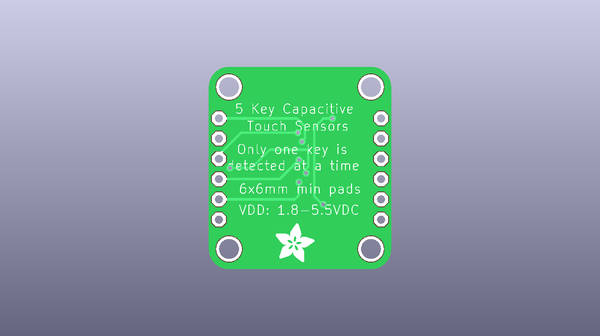 5 Key Capacitive
Touch Sensors
Only one key is
detected at a time
6x6mm min pads
VDD: 1.8-5.5VDC